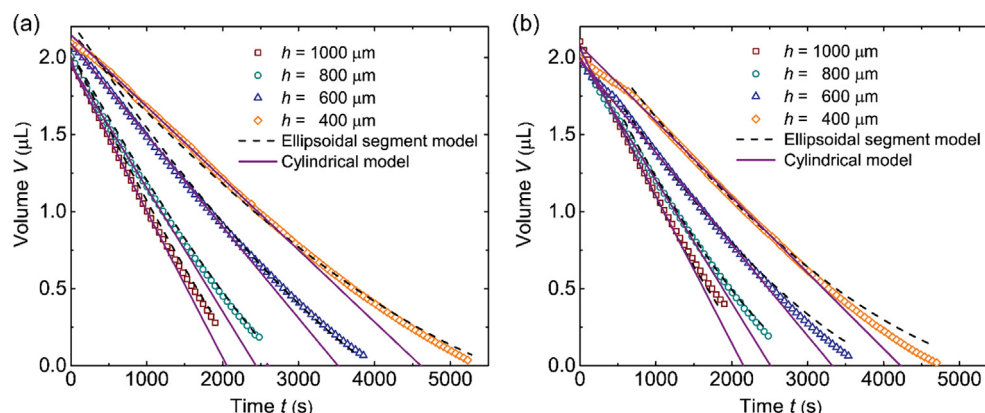 (a)
h = 1000 μm
h = 800 μm
h = 600 μm
h = 400 μm
Ellipsoidal segment model
Cylindrical model
Volume V (μL)
2.0
1.5
1.0
0.5
0.0
0 1000 2000 3000 4000 5000
Time t (s)
(b)
h = 1000 μm
h = 800 μm
h = 600 μm
h = 400 μm
Ellipsoidal segment model
Cylindrical model
Volume V (μL)
2.0
1.5
1.0
0.5
0.0
0 1000 2000 3000 4000 5000
Time t (s)